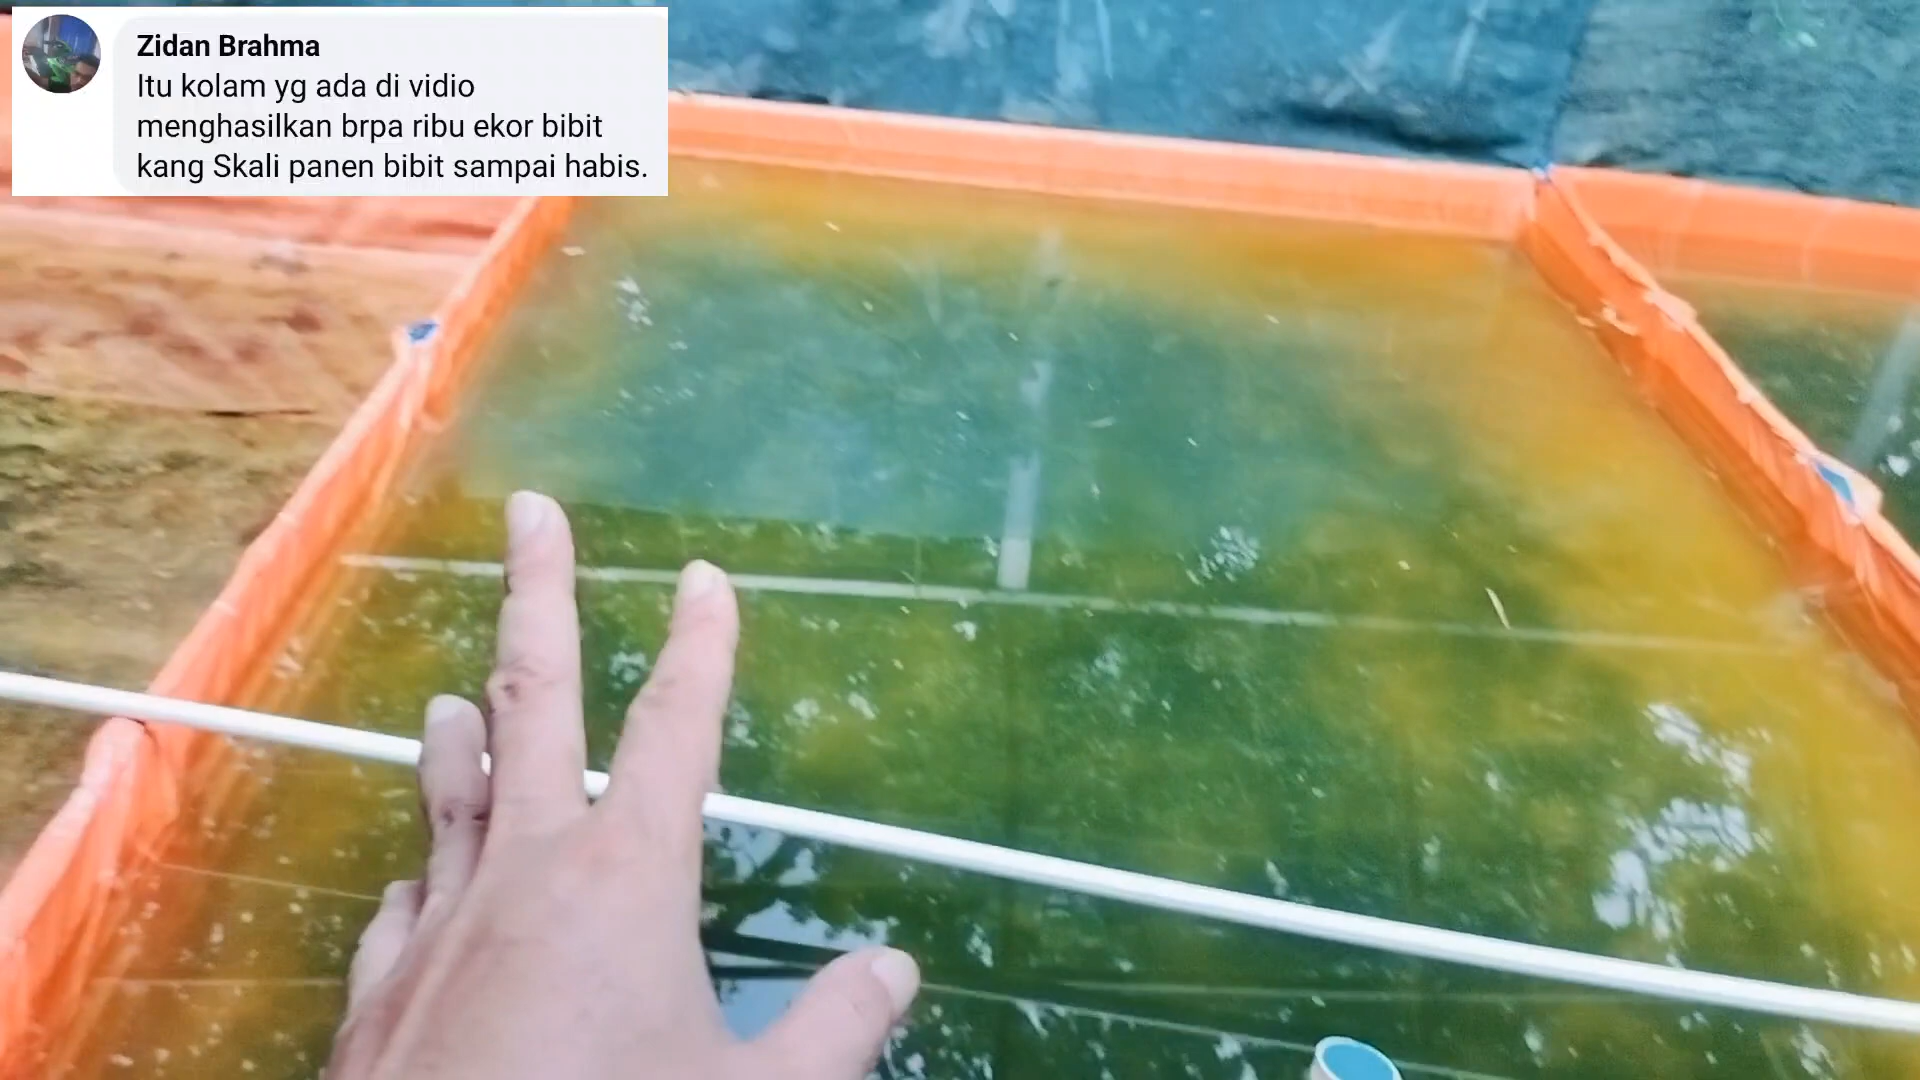 Zidan Brahma
Itu kolam yg ada di vidio
menghasilkan brpa ribu ekor bibit
kang Skali panen bibit sampai habis.